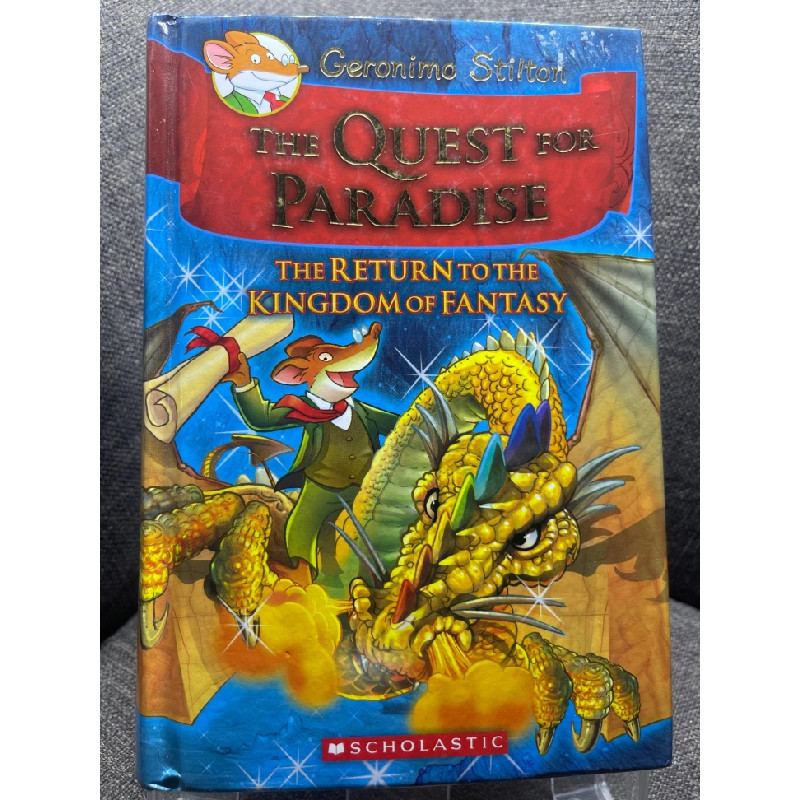 Geronimo Stilton
THE QUEST FOR
PARADISE
THE RETURN TO THE
KINGDOM OF FANTASY
SCHOLASTIC